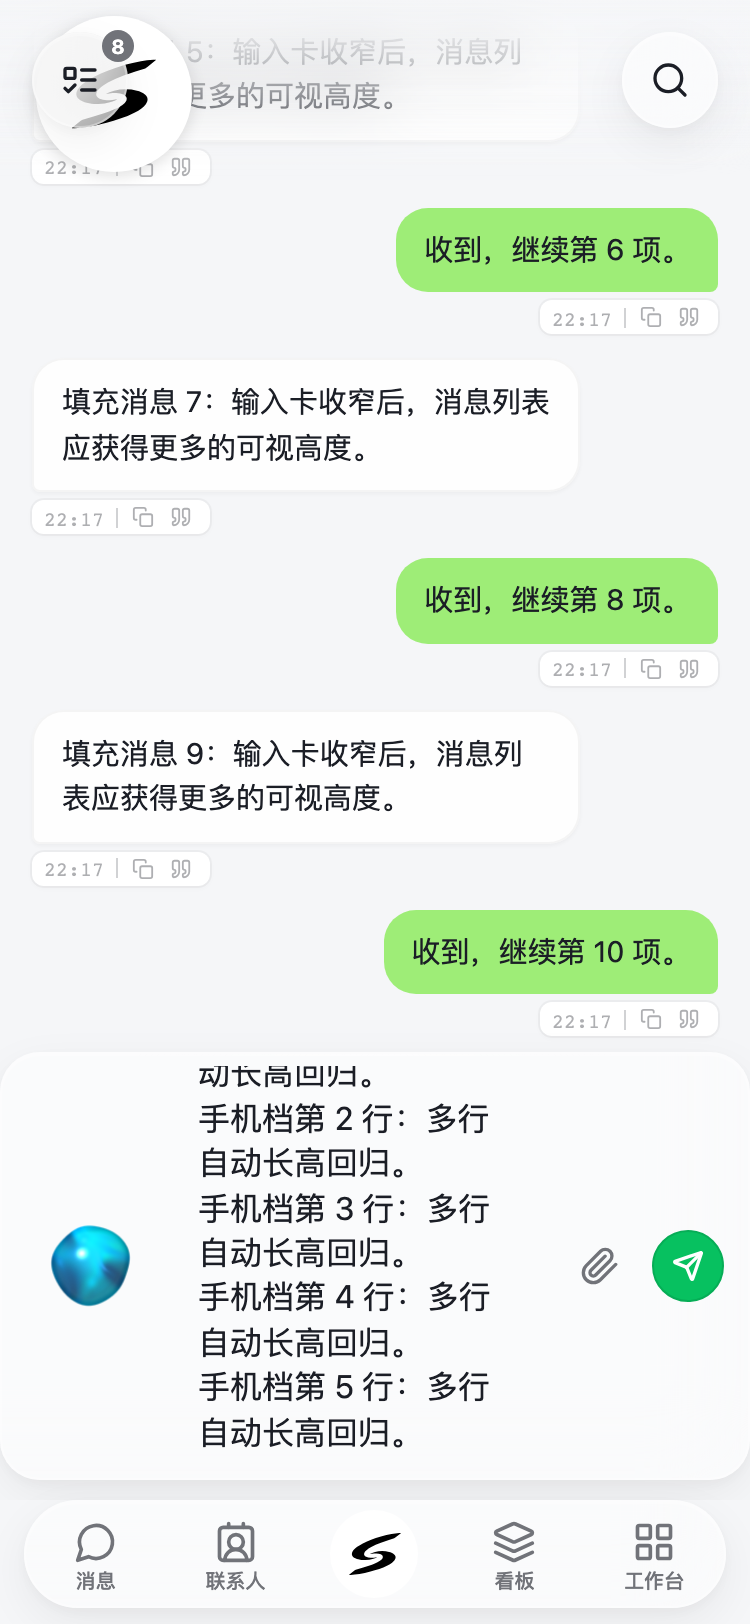 8
5：输入卡收窄后，消息列
更多的可视高度。
22:17
收到，继续第 6 项。
22:17
填充消息 7：输入卡收窄后，消息列表
应获得更多的可视高度。
22:17
收到，继续第 8 项。
22:17
填充消息 9：输入卡收窄后，消息列
表应获得更多的可视高度。
22:17
收到，继续第 10 项。
22:17
动长高回归。
手机档第 2 行：多行
自动长高回归。
手机档第 3 行：多行
自动长高回归。
手机档第 4 行：多行
自动长高回归。
手机档第 5 行：多行
自动长高回归。
消息
联系人
看板
工作台